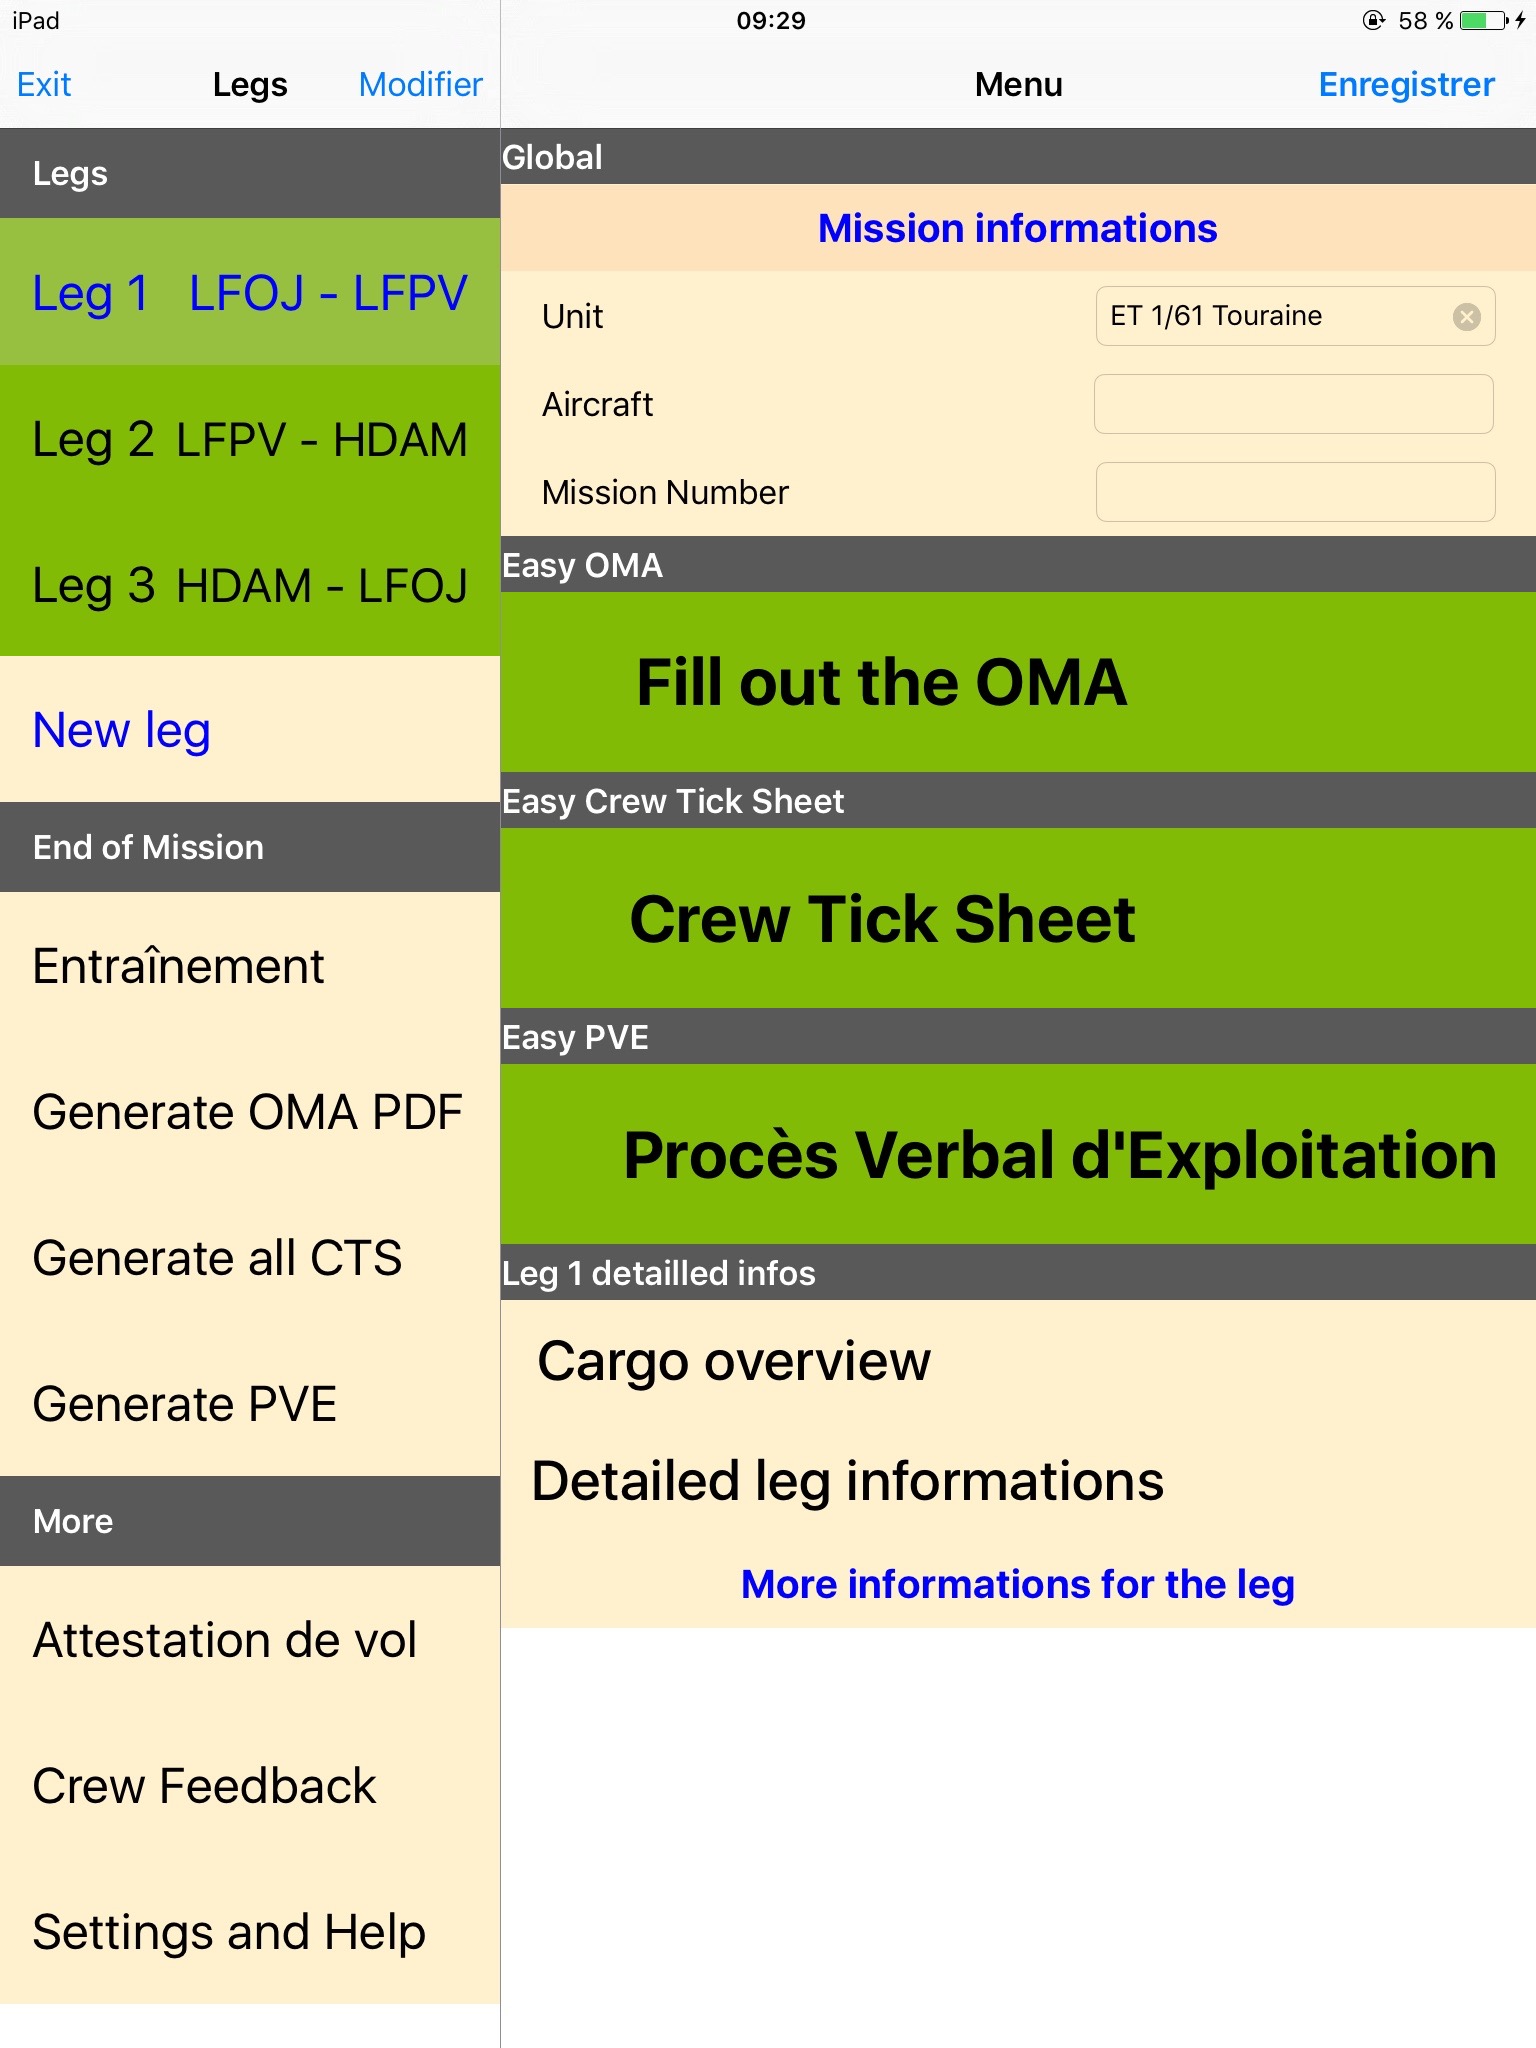 iPad
09:29
58 %
Exit
Legs
Modifier
Legs
Leg 1 LFOJ - LFPV
Leg 2 LFPV - HDAM
Leg 3 HDAM - LFOJ
New leg
End of Mission
Entraînement
Generate OMA PDF
Generate all CTS
Generate PVE
More
Attestation de vol
Crew Feedback
Settings and Help
Menu
Enregistrer
Global
Mission informations
Unit
ET 1/61 Touraine
Aircraft
Mission Number
Easy OMA
Fill out the OMA
Easy Crew Tick Sheet
Crew Tick Sheet
Easy PVE
Procès Verbal d'Exploitation
Leg 1 detailled infos
Cargo overview
Detailed leg informations
More informations for the leg